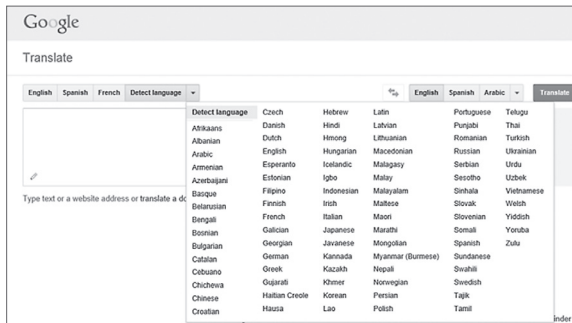 Google
Translate
English Spanish French Detect language English Spanish Arabic Translate
Detect language Czech Hebrew Latin Portuguese Telugu
Afrikaans Danish Hindi Latvian Punjabi Thai
Albanian Dutch Hmong Lithuanian Romanian Turkish
Arabic English Hungarian Macedonian Russian Ukrainian
Armenian Esperanto Icelandic Malagasy Serbian Urdu
Azerbaijani Estonian Igbo Malay Sesotho Uzbek
Basque Filipino Indonesian Malayalam Sinhala Vietnamese
Belarusian Finnish Irish Maltese Slovak Welsh
Bengali French Italian Maori Slovenian Yiddish
Bosnian Galician Japanese Marathi Somali Yoruba
Bulgarian Georgian Javanese Mongolian Spanish Zulu
Catalan German Kannada Myanmar (Burmese) Sundanese
Cebuano Greek Kazakh Nepali Swahili
Chichewa Gujarati Khmer Norwegian Swedish
Chinese Haitian Creole Korean Persian Tajik
Croatian Hausa Lao Polish Tamil
Type text or a website address or translate a do
inder